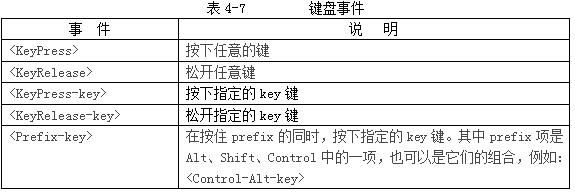 表 4-7 键盘事件
事 件 说 明
<KeyPress> 按下任意的键
<KeyRelease> 松开任意键
<KeyPress-key> 按下指定的 key 键
<KeyRelease-key> 松开指定的 key 键
<Prefix-key> 在按住 prefix 的同时，按下指定的 key 键。其中 prefix 项是
Alt、Shift、Control 中的一项，也可以是它们的组合，例如：
<Control-Alt-key>